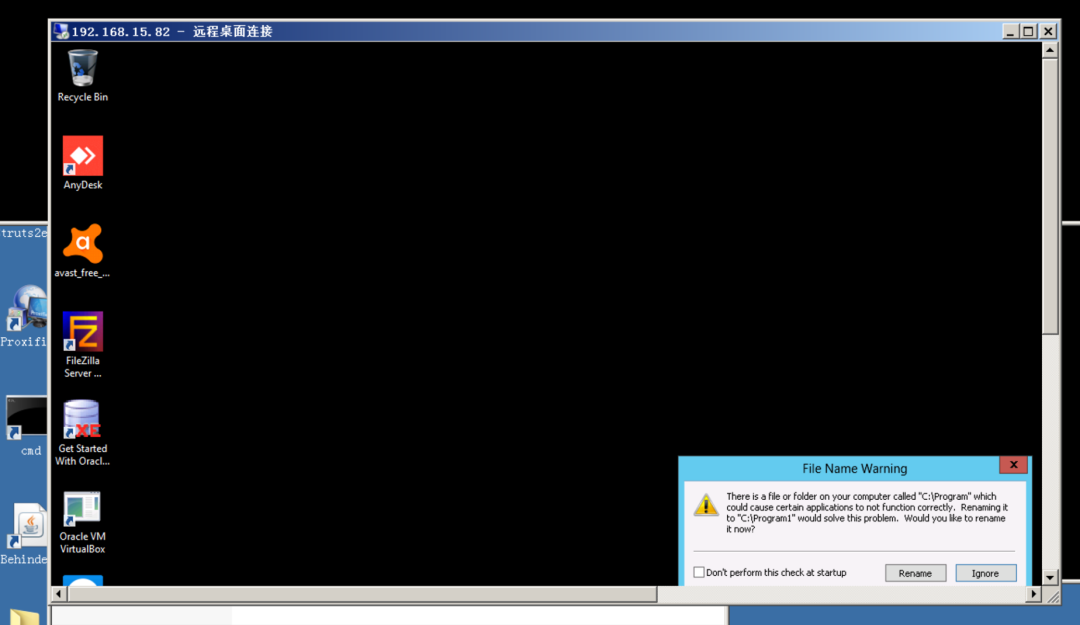 192.168.15.82 - 远程桌面连接
Recycle Bin
AnyDesk
avast_free_...
FileZilla
Server ...
XE
Get Started
With Oracl...
Oracle VM
VirtualBox
truts2e
Proxifi
cmd
Behinde
File Name Warning
There is a file or folder on your computer called "C:\Program" which
could cause certain applications to not function correctly. Renaming it
to "C:\Program1" would solve this problem. Would you like to rename
it now?
Don't perform this check at startup
Rename
Ignore